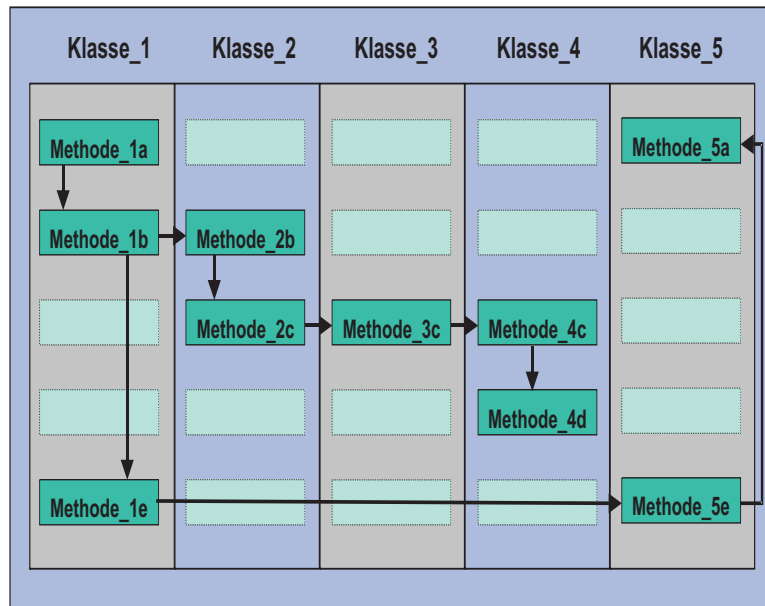 Klasse_1 Klasse_2 Klasse_3 Klasse_4 Klasse_5
Methode_1a Methode_5a
Methode_1b Methode_2b
Methode_2c Methode_3c Methode_4c
Methode_4d
Methode_1e Methode_5e